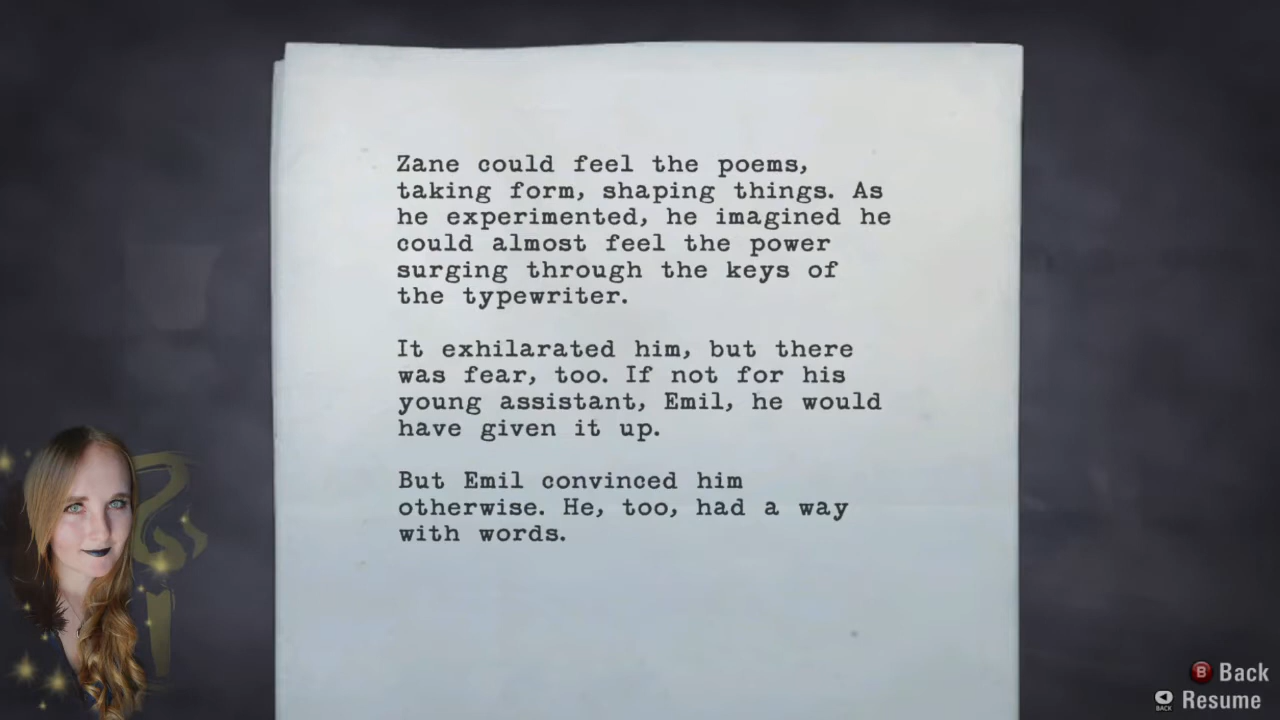 Zane could feel the poems,
taking form, shaping things. As
he experimented, he imagined he
could almost feel the power
surging through the keys of
the typewriter.
It exhilarated him, but there
was fear, too. If not for his
young assistant, Emil, he would
have given it up.
But Emil convinced him
otherwise. He, too, had a way
with words.
B Back
BACK Resume